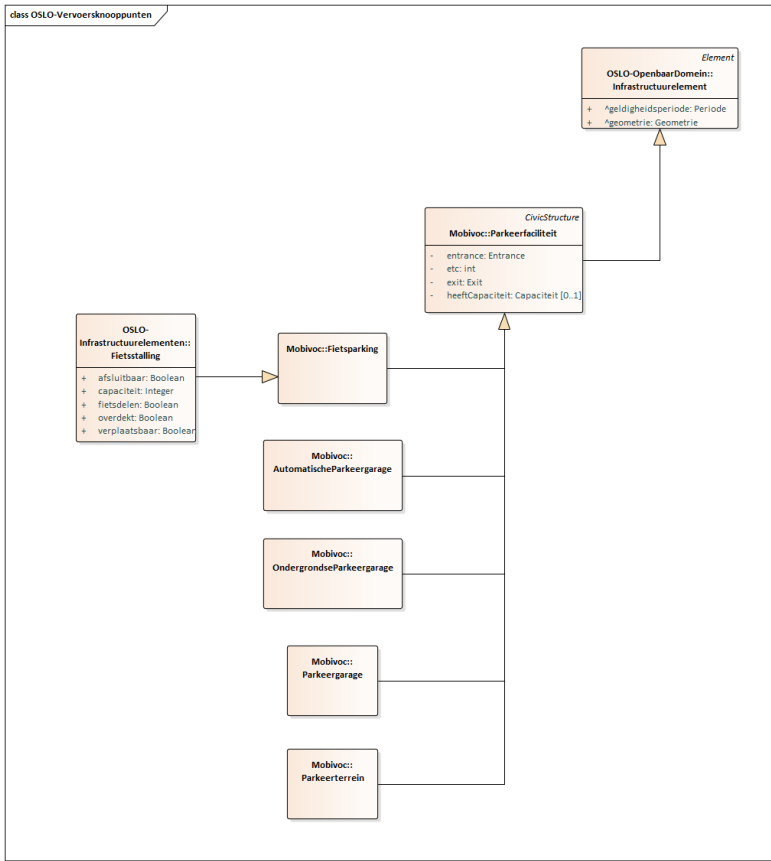 class OSLO-Vervoersknooppunten
Element
OSLO-OpenbaarDomein::
Infrastructuurelement
+ ^geldigheidsperiode: Periode
+ ^geometrie: Geometrie
CivicStructure
Mobivoc::Parkeerfaciliteit
- entrance: Entrance
- etc: int
- exit: Exit
- heeftCapaciteit: Capaciteit [0..1]
OSLO-
Infrastructuurelementen::
Fietsstalling
+ afsluitbaar: Boolean
+ capaciteit: Integer
+ fietsdelen: Boolean
+ overdekt: Boolean
+ verplaatsbaar: Boolean
Mobivoc::Fietsparking
Mobivoc::
AutomatischeParkeergarage
Mobivoc::
OndergrondseParkeergarage
Mobivoc::
Parkeergarage
Mobivoc::
Parkeerterrein